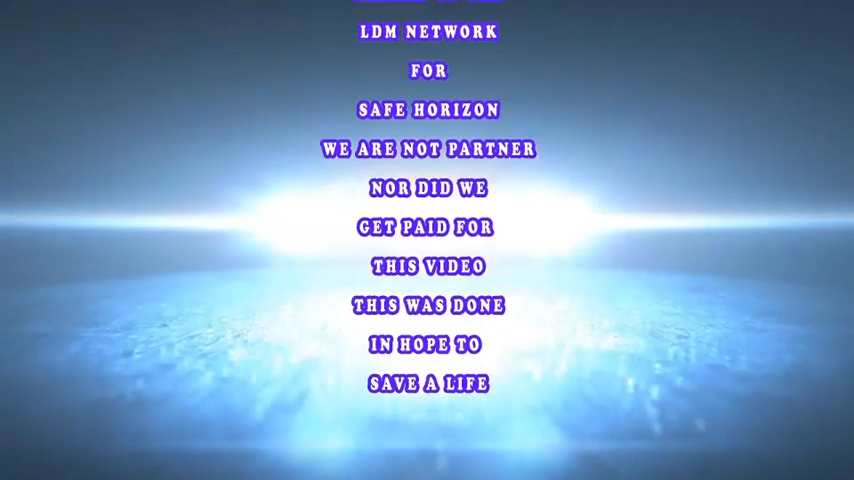 LDM NETWORK
FOR
SAFE HORIZON
WE ARE NOT PARTNER
NOR DID WE
GET PAID FOR
THIS VIDEO
THIS WAS DONE
IN HOPE TO
SAVE A LIFE